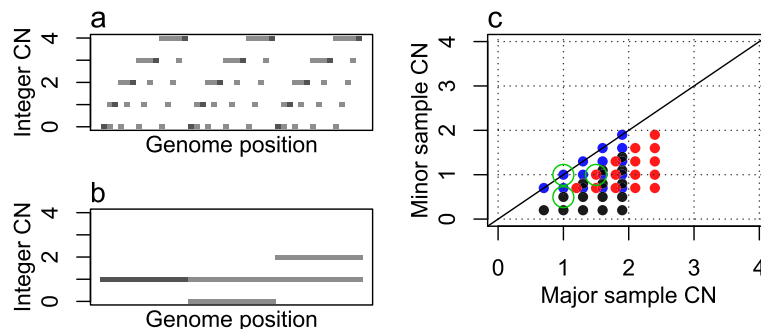 a
Integer CN
0
2
4
Genome position
b
Integer CN
0
2
4
Genome position
c
Minor sample CN
4
3
2
1
0
0 1 2 3 4
Major sample CN